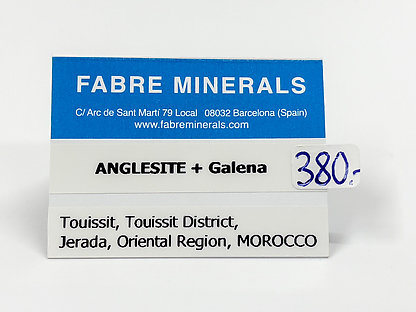 FABRE MINERALS
C/ Arc de Sant Martí 79 Local 08032 Barcelona (Spain)
www.fabreminerals.com
ANGLESITE + Galena 380.-
Touissit, Touissit District,
Jerada, Oriental Region, MOROCCO